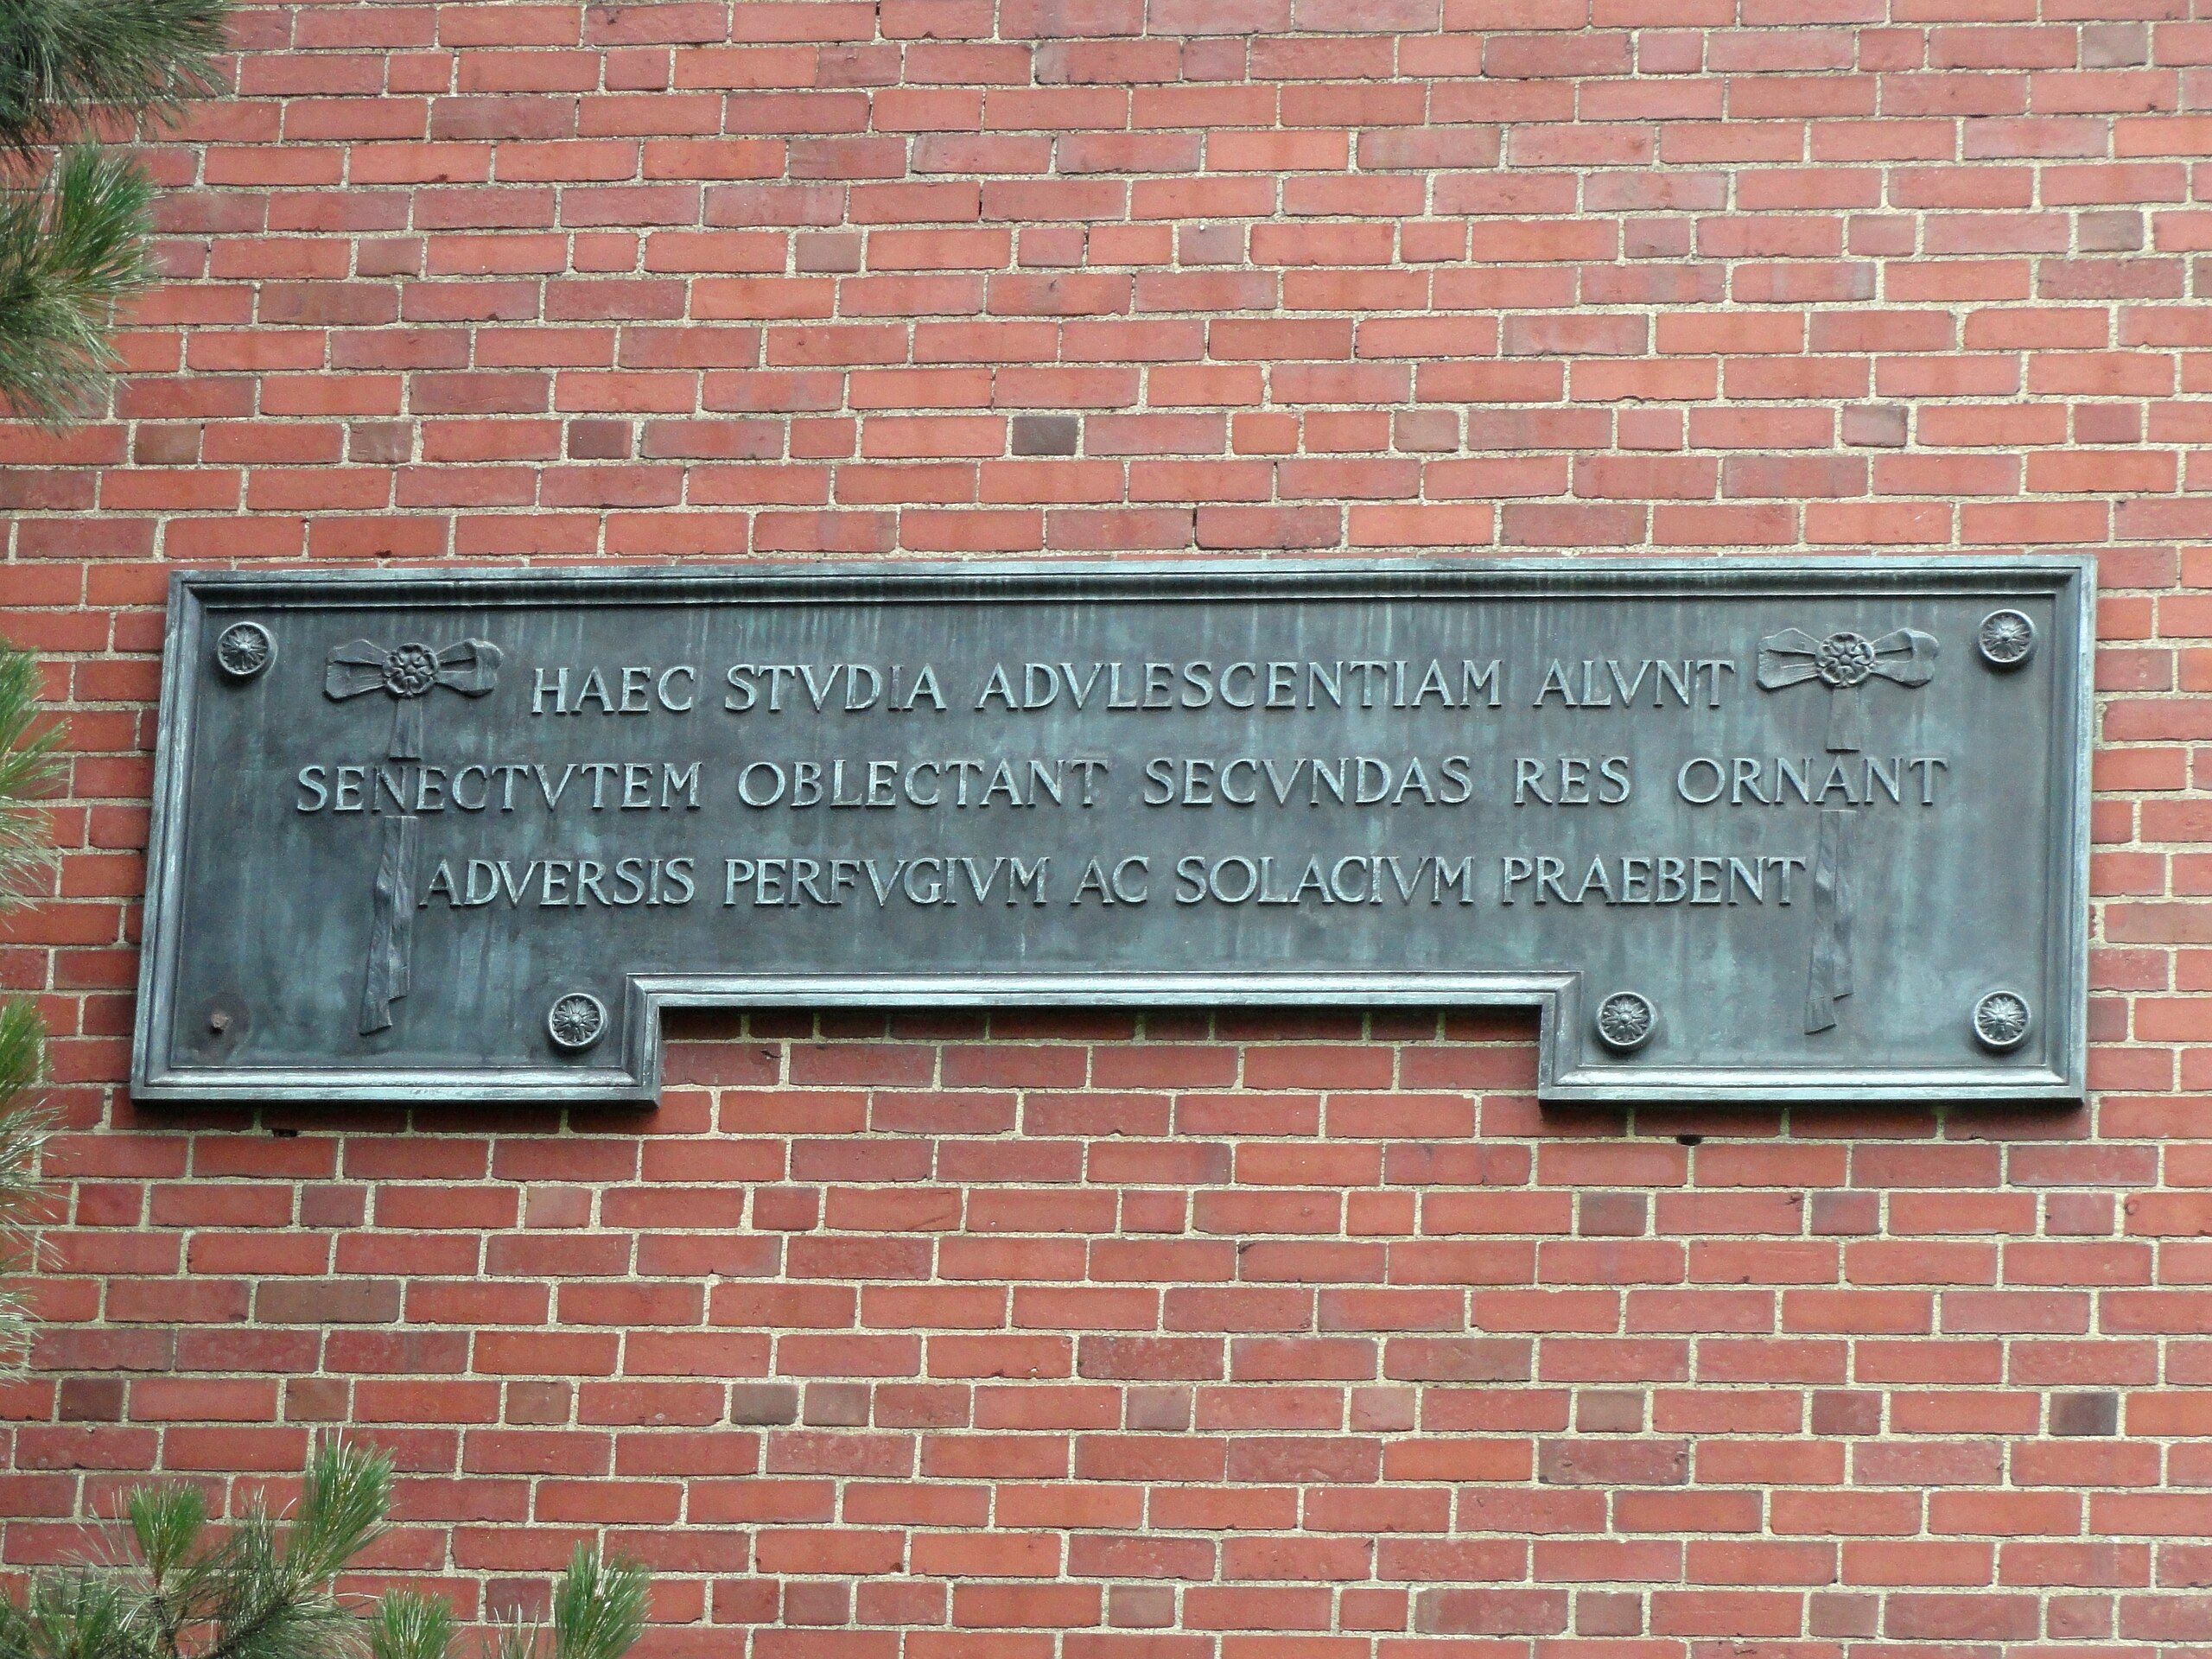 HAEC STVDIA ADVLESCENTIAM ALVNT
SENECTVTEM OBLECTANT SECVNDAS RES ORNANT
ADVERSIS PERFVGIVM AC SOLACIVM PRAEBENT